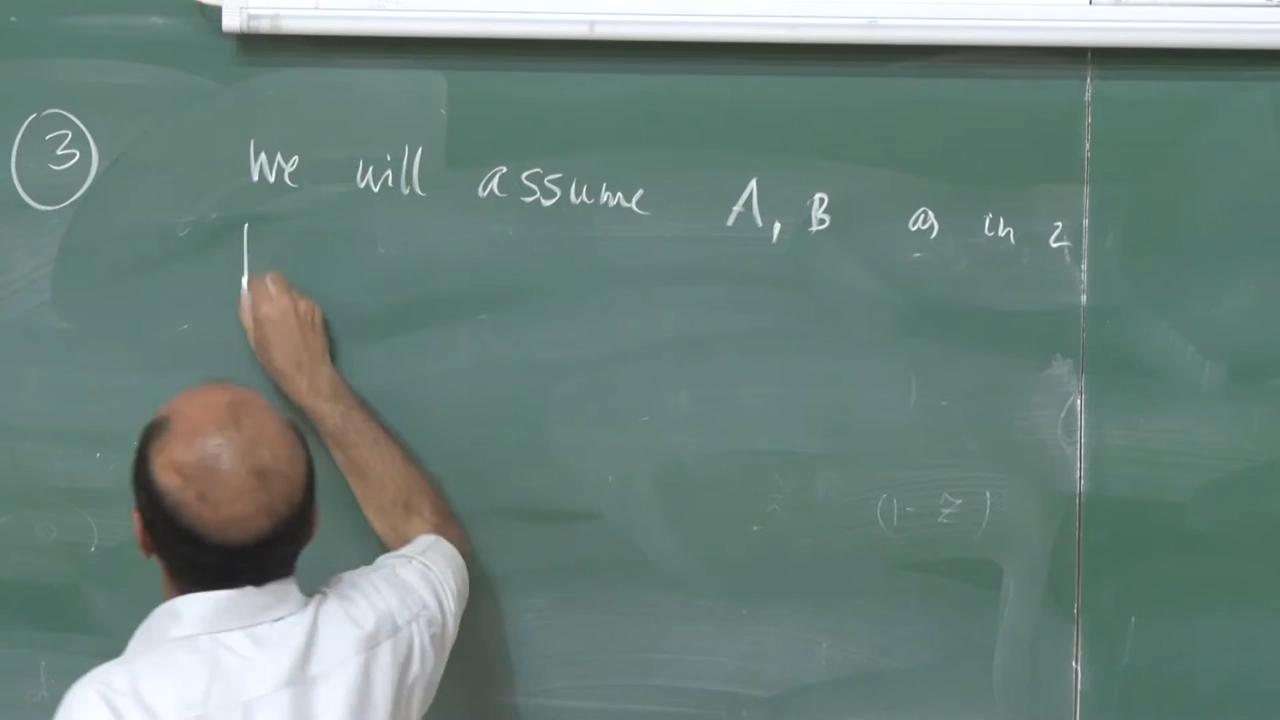 ③ We will assume A, B as in 2
(1 - z)